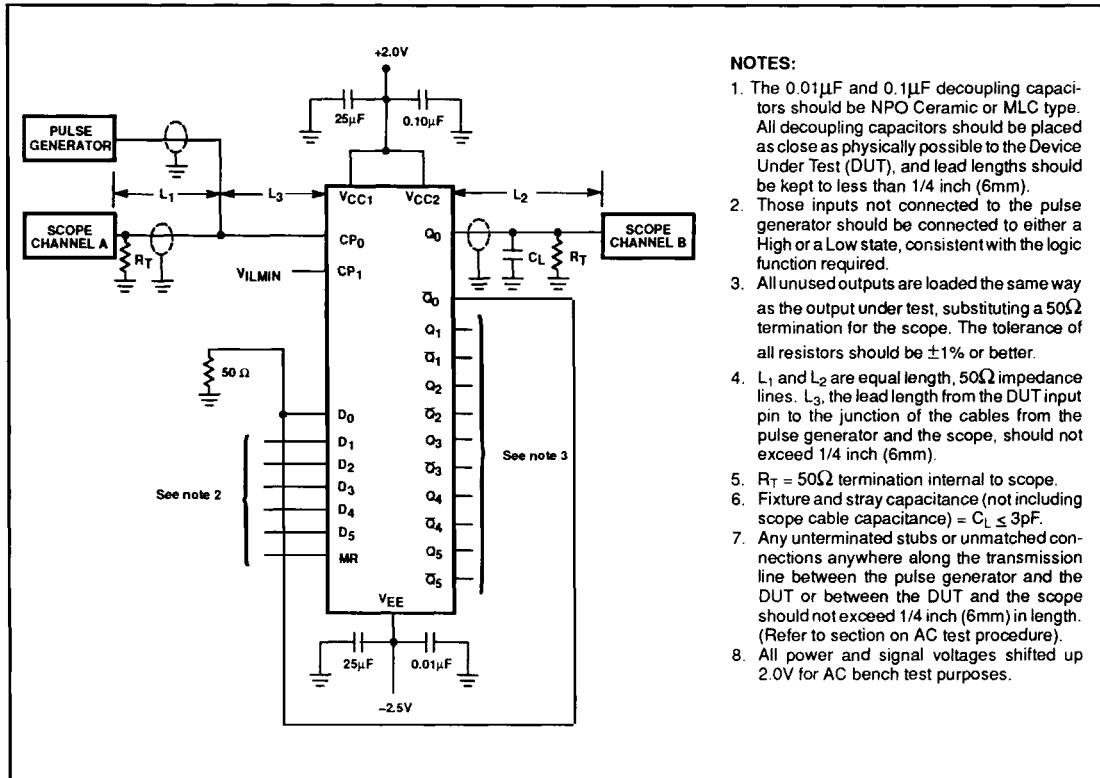 +2.0V
25μF
0.10μF
PULSE
GENERATOR
L1
L3
VCC1
VCC2
L2
SCOPE
CHANNEL A
RT
CP0
Q0
CL
RT
SCOPE
CHANNEL B
VILMIN
CP1
Q̅0
Q1
50 Ω
Q̅1
Q2
D0
Q̅2
D1
Q3
D2
See note 3
See note 2
D3
Q̅3
D4
Q4
D5
Q̅4
MR
Q5
Q̅5
VEE
25μF
0.01μF
−2.5V
NOTES:
1. The 0.01μF and 0.1μF decoupling capaci-
tors should be NPO Ceramic or MLC type.
All decoupling capacitors should be placed
as close as physically possible to the Device
Under Test (DUT), and lead lengths should
be kept to less than 1/4 inch (6mm).
2. Those inputs not connected to the pulse
generator should be connected to either a
High or a Low state, consistent with the logic
function required.
3. All unused outputs are loaded the same way
as the output under test, substituting a 50Ω
termination for the scope. The tolerance of
all resistors should be ±1% or better.
4. L1 and L2 are equal length, 50Ω impedance
lines. L3, the lead length from the DUT input
pin to the junction of the cables from the
pulse generator and the scope, should not
exceed 1/4 inch (6mm).
5. RT = 50Ω termination internal to scope.
6. Fixture and stray capacitance (not including
scope cable capacitance) = CL ≤ 3pF.
7. Any unterminated stubs or unmatched con-
nections anywhere along the transmission
line between the pulse generator and the
DUT or between the DUT and the scope
should not exceed 1/4 inch (6mm) in length.
(Refer to section on AC test procedure).
8. All power and signal voltages shifted up
2.0V for AC bench test purposes.